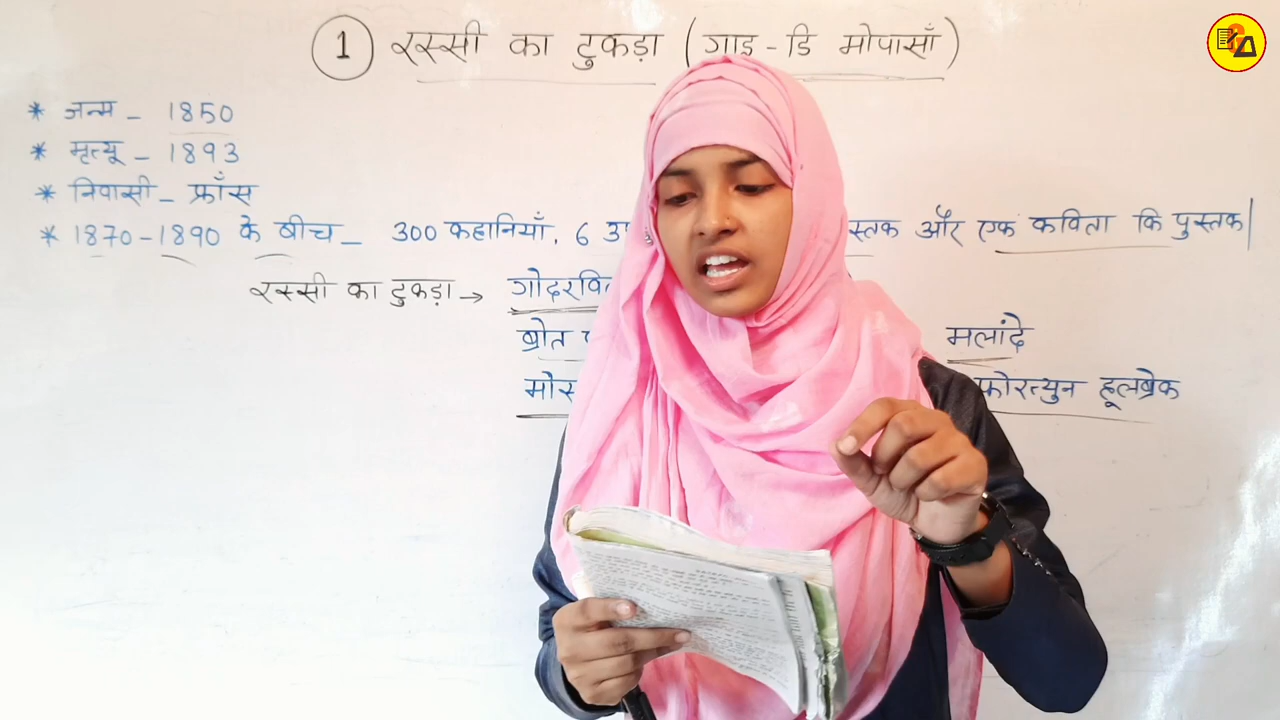 1 रस्सी का टुकड़ा (गाइ - डि मोपासाँ)
* जन्म - 1850
* मृत्यू - 1893
* निवासी - फ्राँस
* 1870-1890 के बीच - 300 कहानियाँ, 6 और एक कविता कि पुस्तक|
रस्सी का टुकड़ा →
ब्रोत मलांदे
फोरत्युन हूलब्रेक